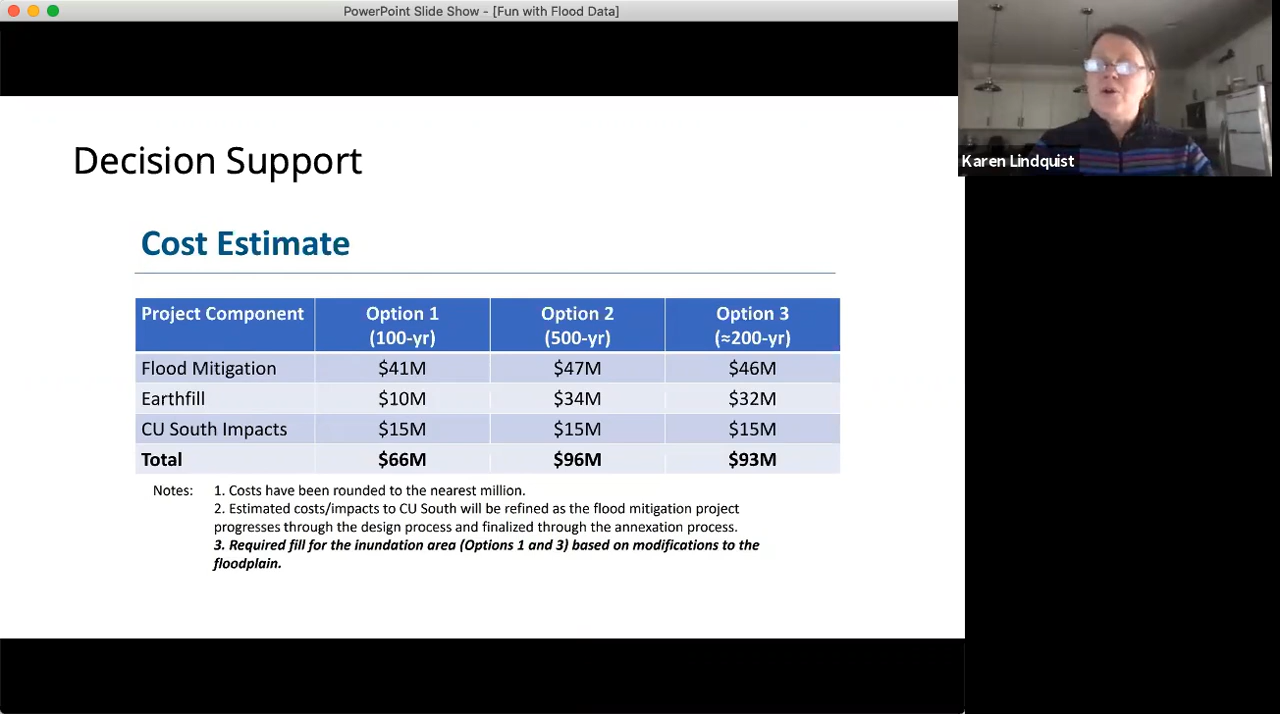 PowerPoint Slide Show - [Fun with Flood Data]
Karen Lindquist
Decision Support
Cost Estimate
Project Component Option 1 Option 2 Option 3
(100-yr) (500-yr) (≈200-yr)
Flood Mitigation $41M $47M $46M
Earthfill $10M $34M $32M
CU South Impacts $15M $15M $15M
Total $66M $96M $93M
Notes: 1. Costs have been rounded to the nearest million.
2. Estimated costs/impacts to CU South will be refined as the flood mitigation project
progresses through the design process and finalized through the annexation process.
3. Required fill for the inundation area (Options 1 and 3) based on modifications to the
floodplain.